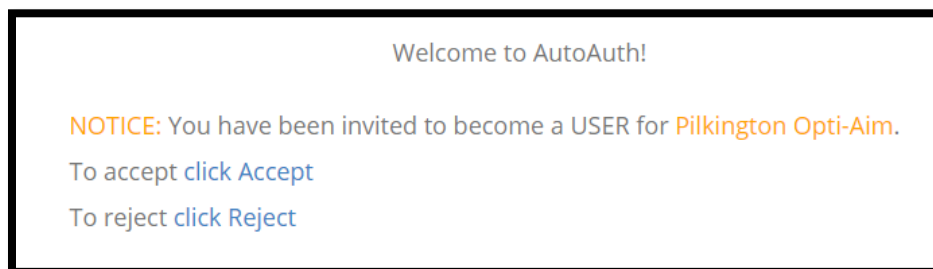 Welcome to AutoAuth!
NOTICE: You have been invited to become a USER for Pilkington Opti-Aim.
To accept click Accept
To reject click Reject